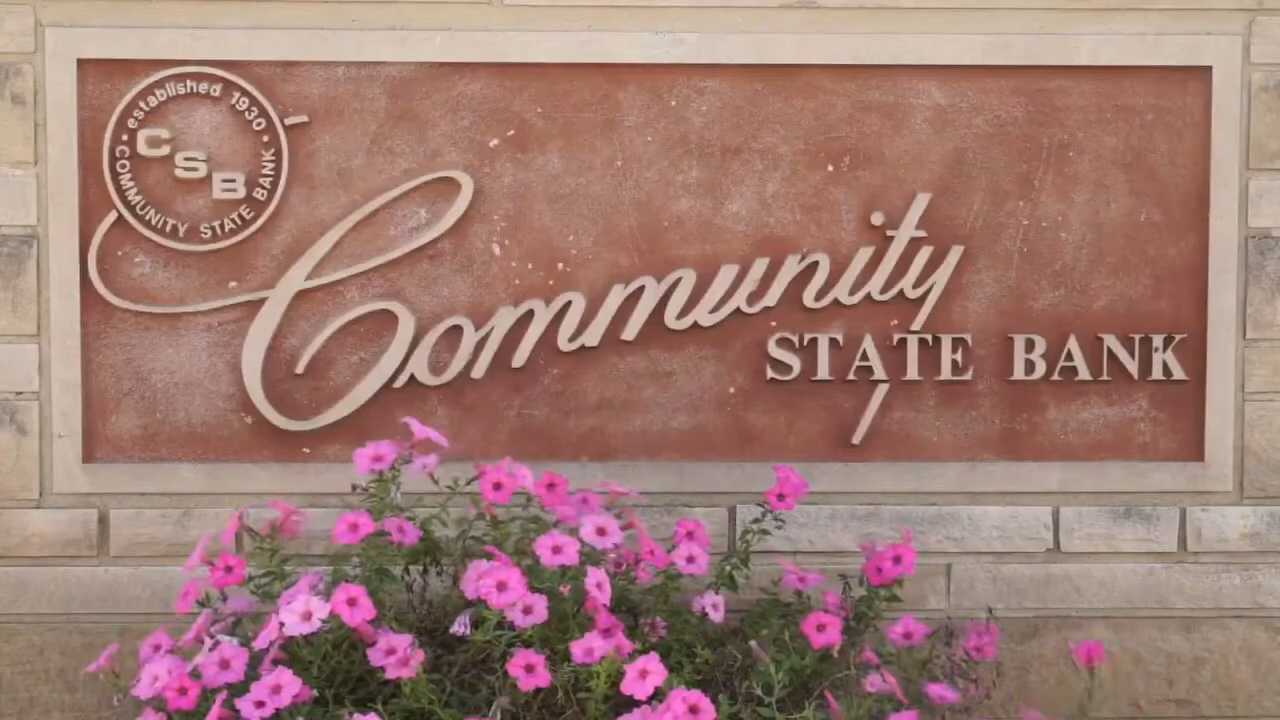 established 1930
CSB
COMMUNITY STATE BANK
Community
STATE BANK